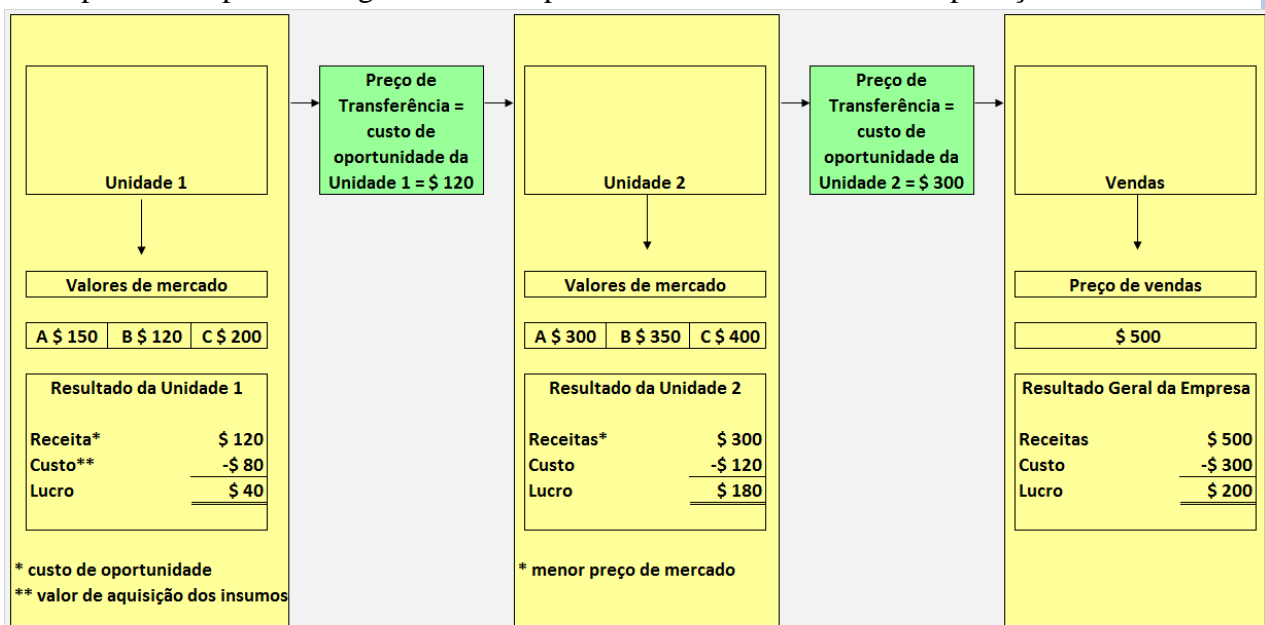 Unidade 1
Valores de mercado
A $ 150 B $ 120 C $ 200
Resultado da Unidade 1
Receita* $ 120
Custo** -$ 80
Lucro $ 40
* custo de oportunidade
** valor de aquisição dos insumos
Preço de
Transferência =
custo de
oportunidade da
Unidade 1 = $ 120
Unidade 2
Valores de mercado
A $ 300 B $ 350 C $ 400
Resultado da Unidade 2
Receitas* $ 300
Custo -$ 120
Lucro $ 180
* menor preço de mercado
Preço de
Transferência =
custo de
oportunidade da
Unidade 2 = $ 300
Vendas
Preço de vendas
$ 500
Resultado Geral da Empresa
Receitas $ 500
Custo -$ 300
Lucro $ 200